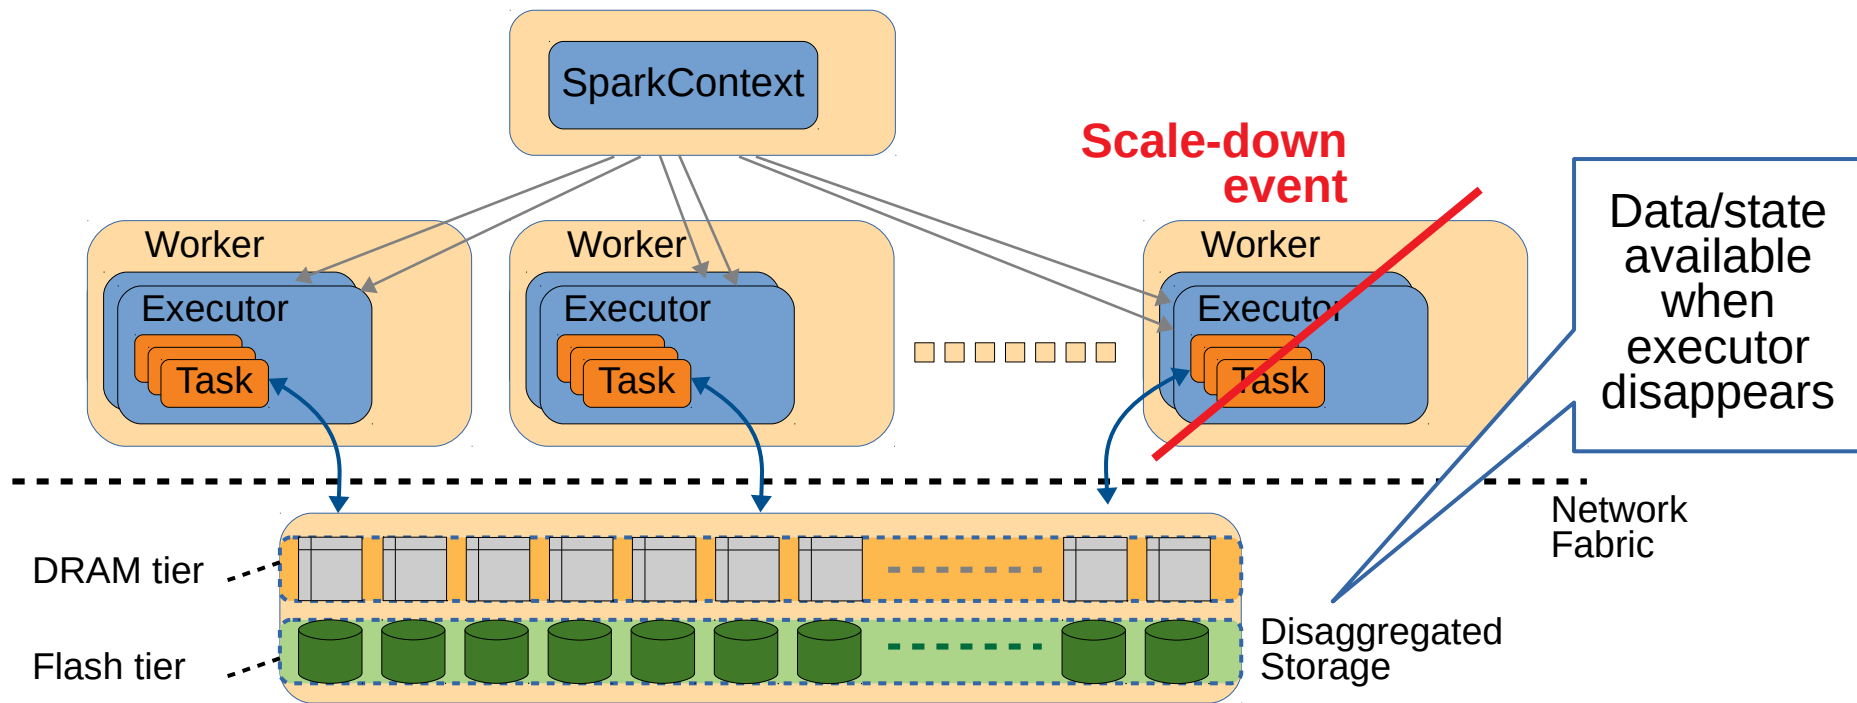 SparkContext
Scale-down
event
Data/state
available
when
executor
disappears
Worker
Executor
Task
Worker
Executor
Task
Worker
Executor
Task
Network
Fabric
DRAM tier
Flash tier
Disaggregated
Storage